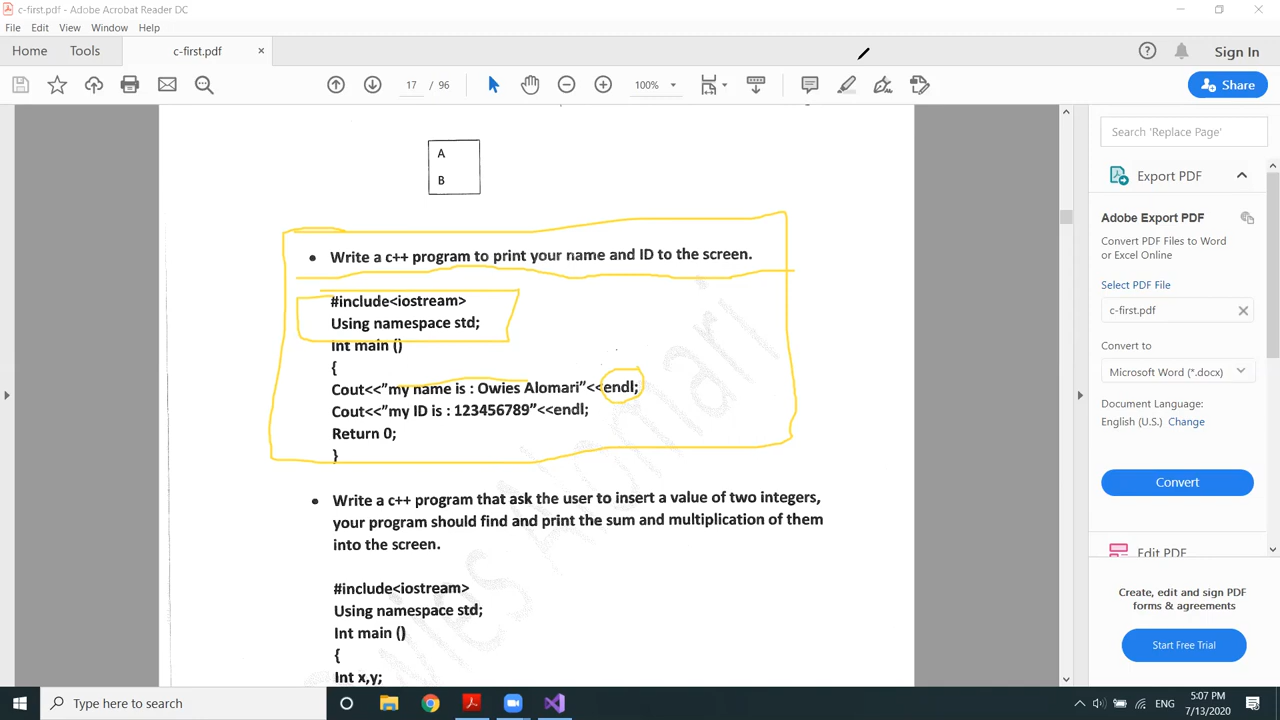 c-first.pdf - Adobe Acrobat Reader DC
File Edit View Window Help
Home Tools c-first.pdf × Sign In
17 / 96 100% Share
A
B
• Write a c++ program to print your name and ID to the screen.
#include<iostream>
Using namespace std;
Int main ()
{
Cout<<”my name is : Owies Alomari”<<endl;
Cout<<”my ID is : 123456789”<<endl;
Return 0;
}
• Write a c++ program that ask the user to insert a value of two integers,
your program should find and print the sum and multiplication of them
into the screen.
#include<iostream>
Using namespace std;
Int main ()
{
Int x,y;
Owies Alomari
Search 'Replace Page'
Export PDF
Adobe Export PDF
Convert PDF Files to Word
or Excel Online
Select PDF File
c-first.pdf
Convert to
Microsoft Word (*.docx)
Document Language:
English (U.S.) Change
Convert
Edit PDF
Create, edit and sign PDF
forms & agreements
Start Free Trial
Type here to search
ENG
5:07 PM
7/13/2020